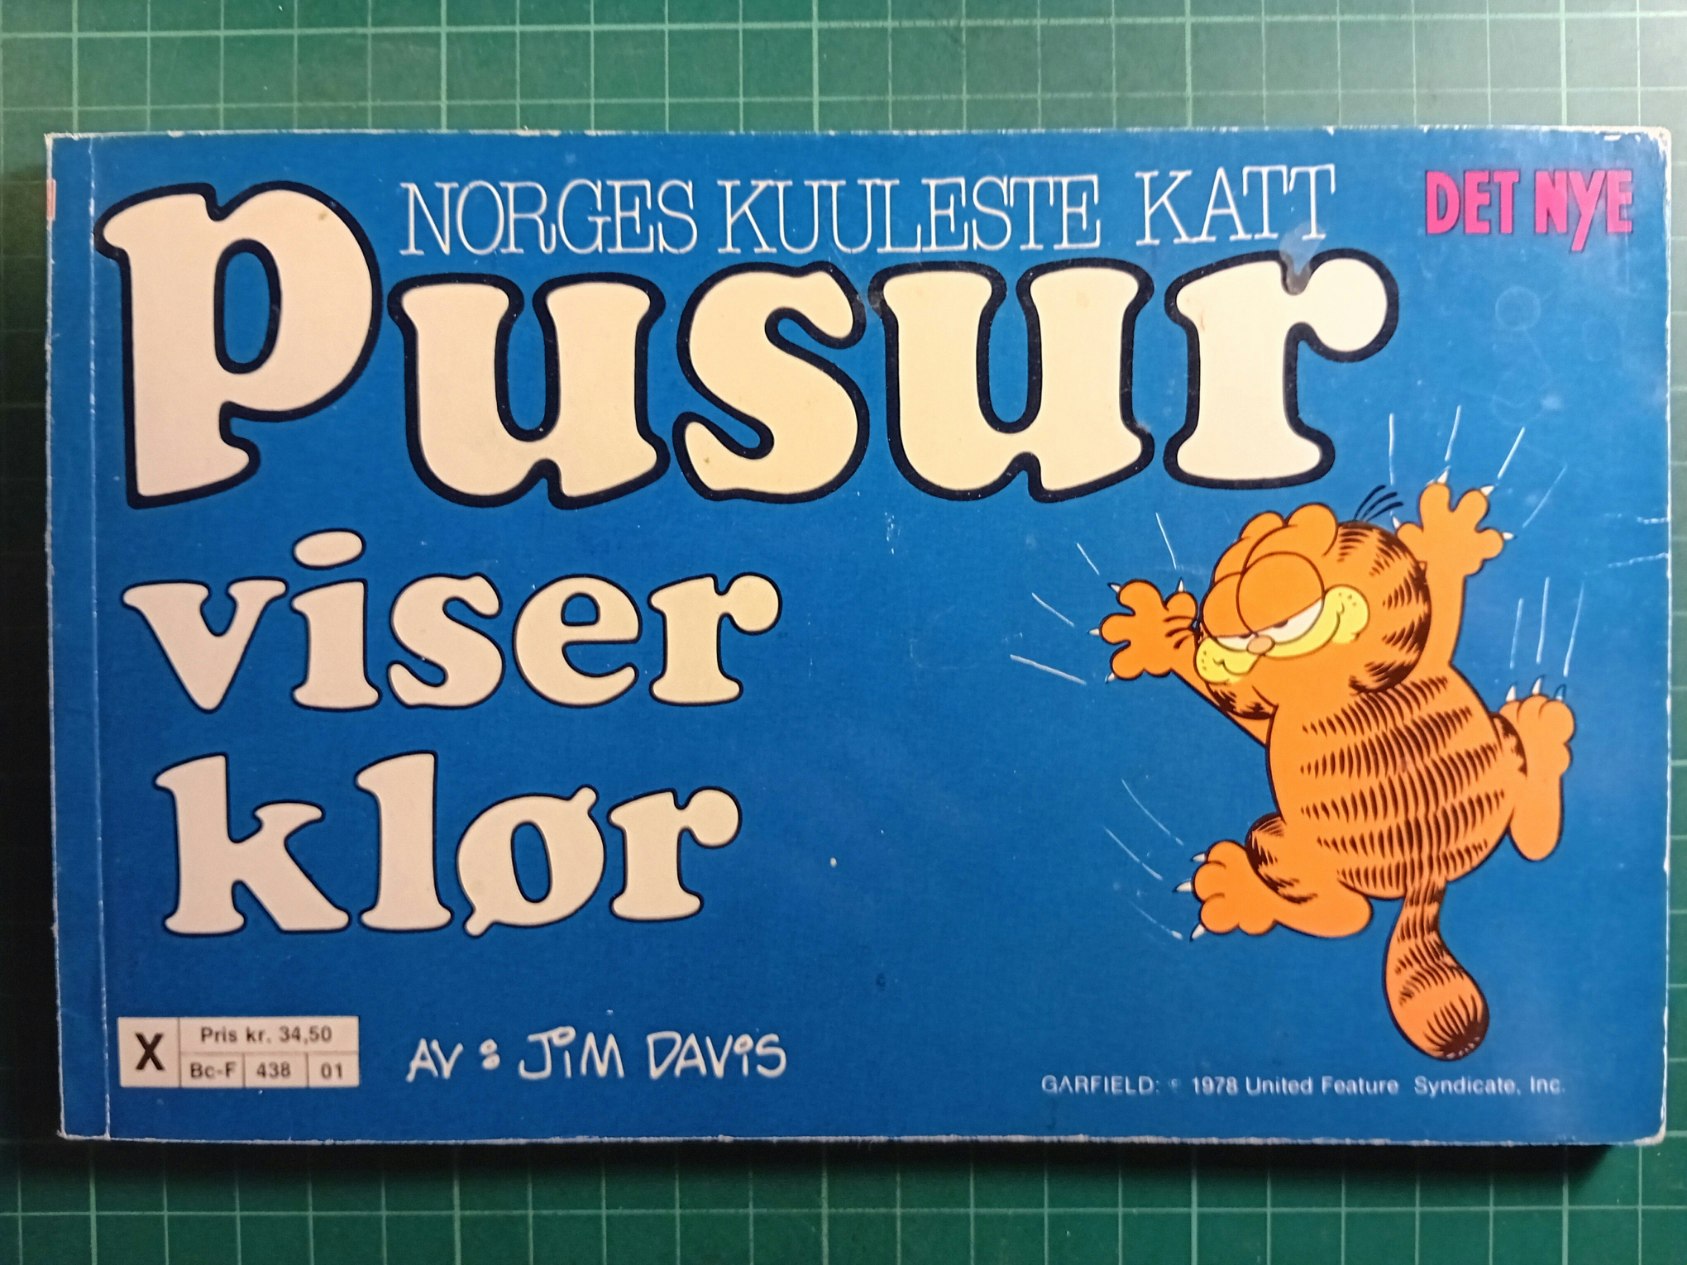 NORGES KUULESTE KATT
DET NYE
Pusur
viser
klør
X
Pris kr. 34,50
Bc-F 438 01
AV: JIM DAVIS
GARFIELD: © 1978 United Feature Syndicate, Inc.